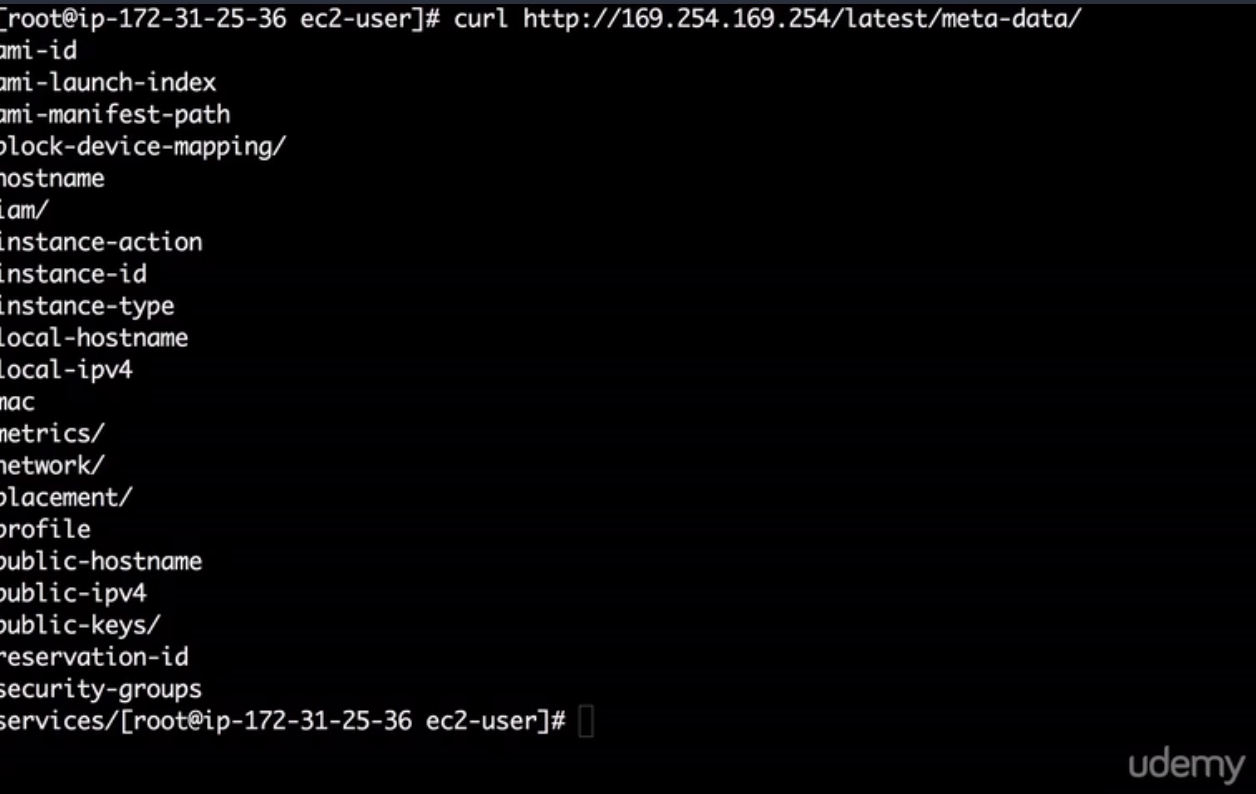 [root@ip-172-31-25-36 ec2-user]# curl http://169.254.169.254/latest/meta-data/
ami-id
ami-launch-index
ami-manifest-path
block-device-mapping/
hostname
iam/
instance-action
instance-id
instance-type
local-hostname
local-ipv4
mac
metrics/
network/
placement/
profile
public-hostname
public-ipv4
public-keys/
reservation-id
security-groups
services/[root@ip-172-31-25-36 ec2-user]#
udemy